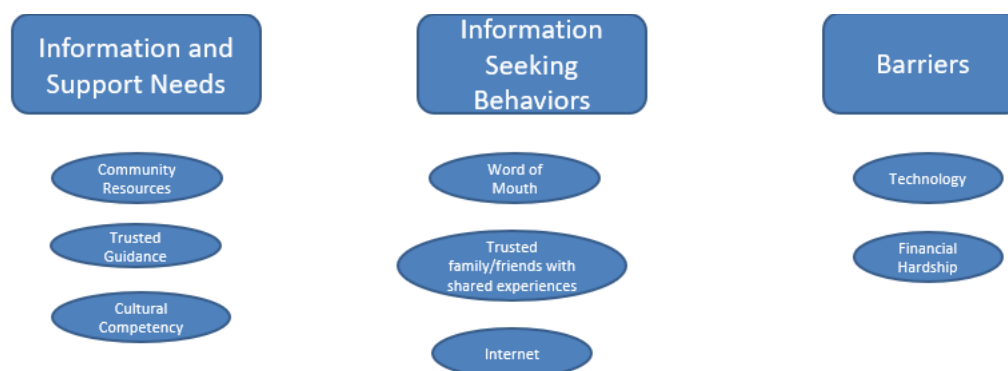 Information and
Support Needs
Community
Resources
Trusted
Guidance
Cultural
Competency
Information
Seeking
Behaviors
Word of
Mouth
Trusted
family/friends with
shared experiences
Internet
Barriers
Technology
Financial
Hardship